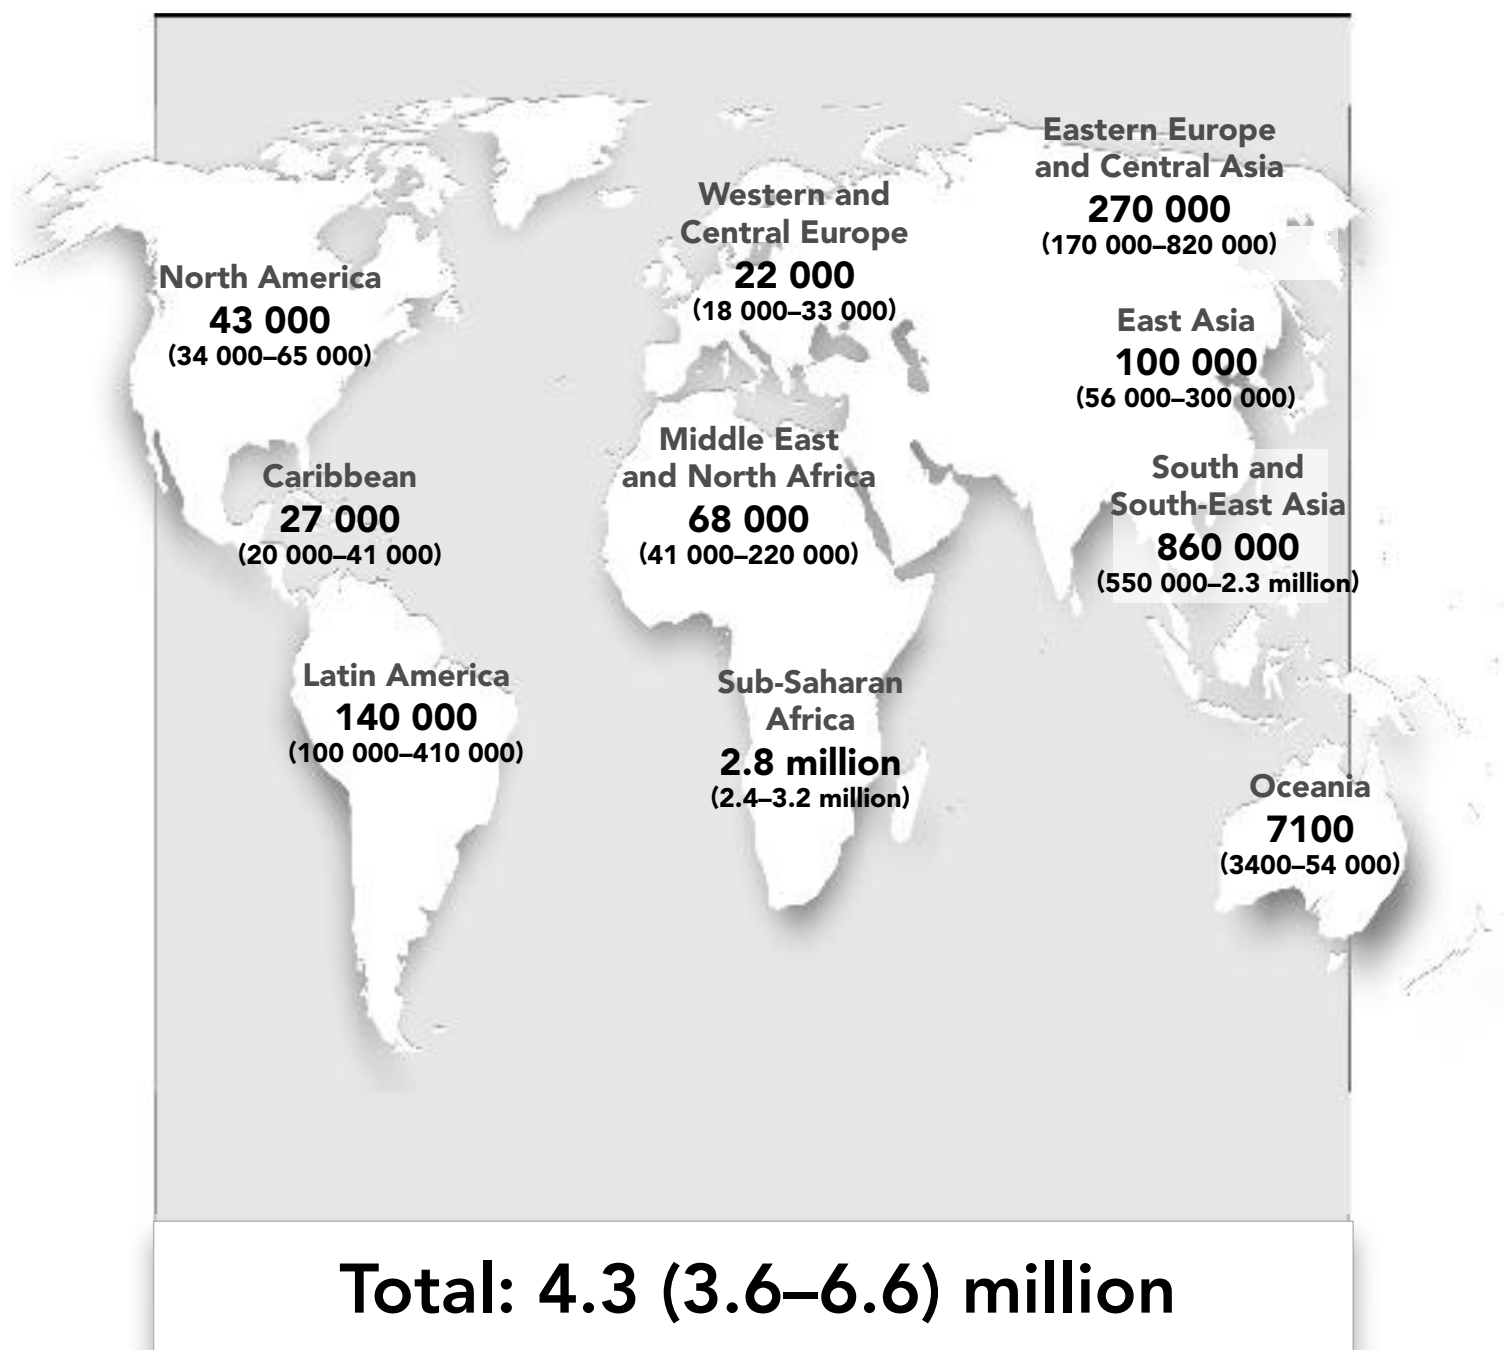 Eastern Europe
and Central Asia
270 000
(170 000–820 000)
Western and
Central Europe
22 000
(18 000–33 000)
North America
43 000
(34 000–65 000)
East Asia
100 000
(56 000–300 000)
Middle East
and North Africa
68 000
(41 000–220 000)
Caribbean
27 000
(20 000–41 000)
South and
South-East Asia
860 000
(550 000–2.3 million)
Latin America
140 000
(100 000–410 000)
Sub-Saharan
Africa
2.8 million
(2.4–3.2 million)
Oceania
7100
(3400–54 000)
Total: 4.3 (3.6–6.6) million